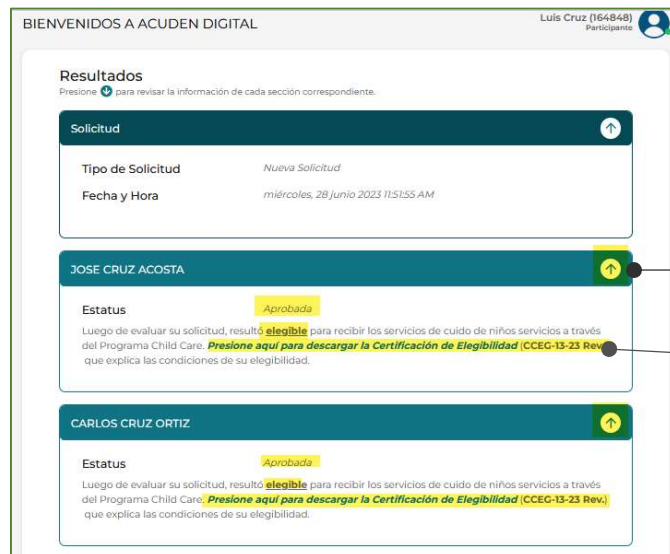 BIENVENIDOS A ACUDEN DIGITAL
Luis Cruz (164848)
Participante
Resultados
Presione para revisar la información de cada sección correspondiente.
Solicitud
Tipo de Solicitud Nueva Solicitud
Fecha y Hora miércoles, 28 junio 2023 11:51:55 AM
JOSE CRUZ ACOSTA
Estatus Aprobada
Luego de evaluar su solicitud, resultó elegible para recibir los servicios de cuido de niños servicios a través
del Programa Child Care. Presione aquí para descargar la Certificación de Elegibilidad (CCEG-13-23 Rev.
que explica las condiciones de su elegibilidad.
CARLOS CRUZ ORTIZ
Estatus Aprobada
Luego de evaluar su solicitud, resultó elegible para recibir los servicios de cuido de niños servicios a través
del Programa Child Care. Presione aquí para descargar la Certificación de Elegibilidad (CCEG-13-23 Rev.)
que explica las condiciones de su elegibilidad.